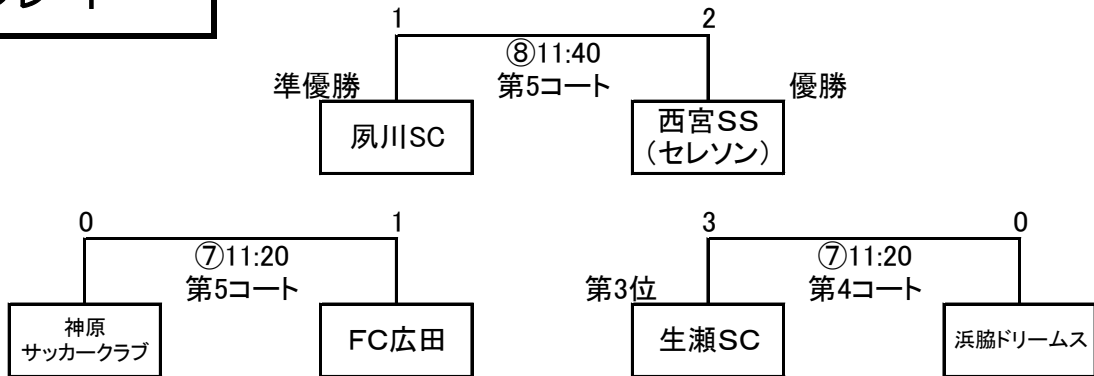 1 2
⑧11:40
第5コート
準優勝 優勝
夙川SC
西宮SS
(セレソン)
0 1 3 0
⑦11:20 ⑦11:20
第5コート 第3位 第4コート
神原
サッカークラブ
FC広田
生瀬SC
浜脇ドリームス